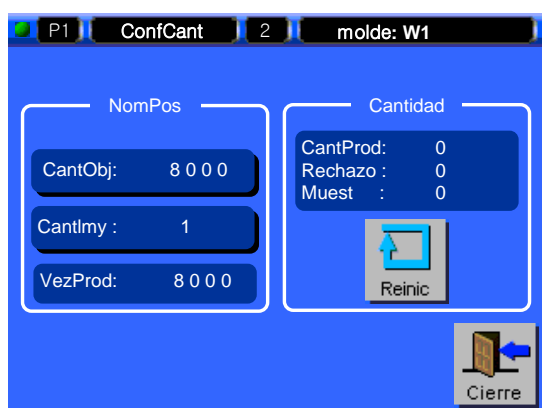 P1 ConfCant 2 molde: W1
NomPos
CantObj: 8 0 0 0
CantImy : 1
VezProd: 8 0 0 0
Cantidad
CantProd: 0
Rechazo : 0
Muest : 0
Reinic
Cierre